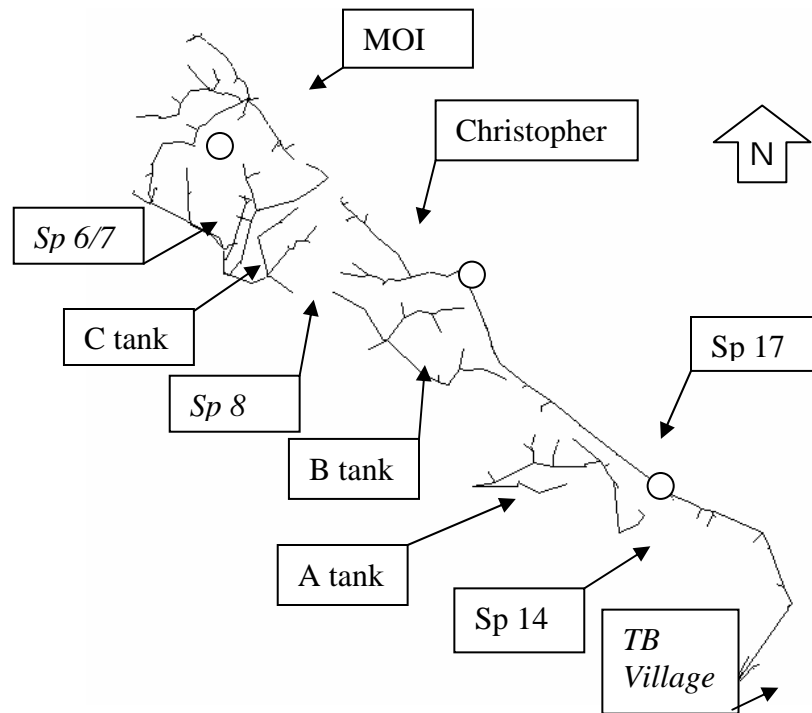 MOI
Christopher
N
Sp 6/7
C tank
Sp 8
Sp 17
B tank
A tank
Sp 14
TB
Village